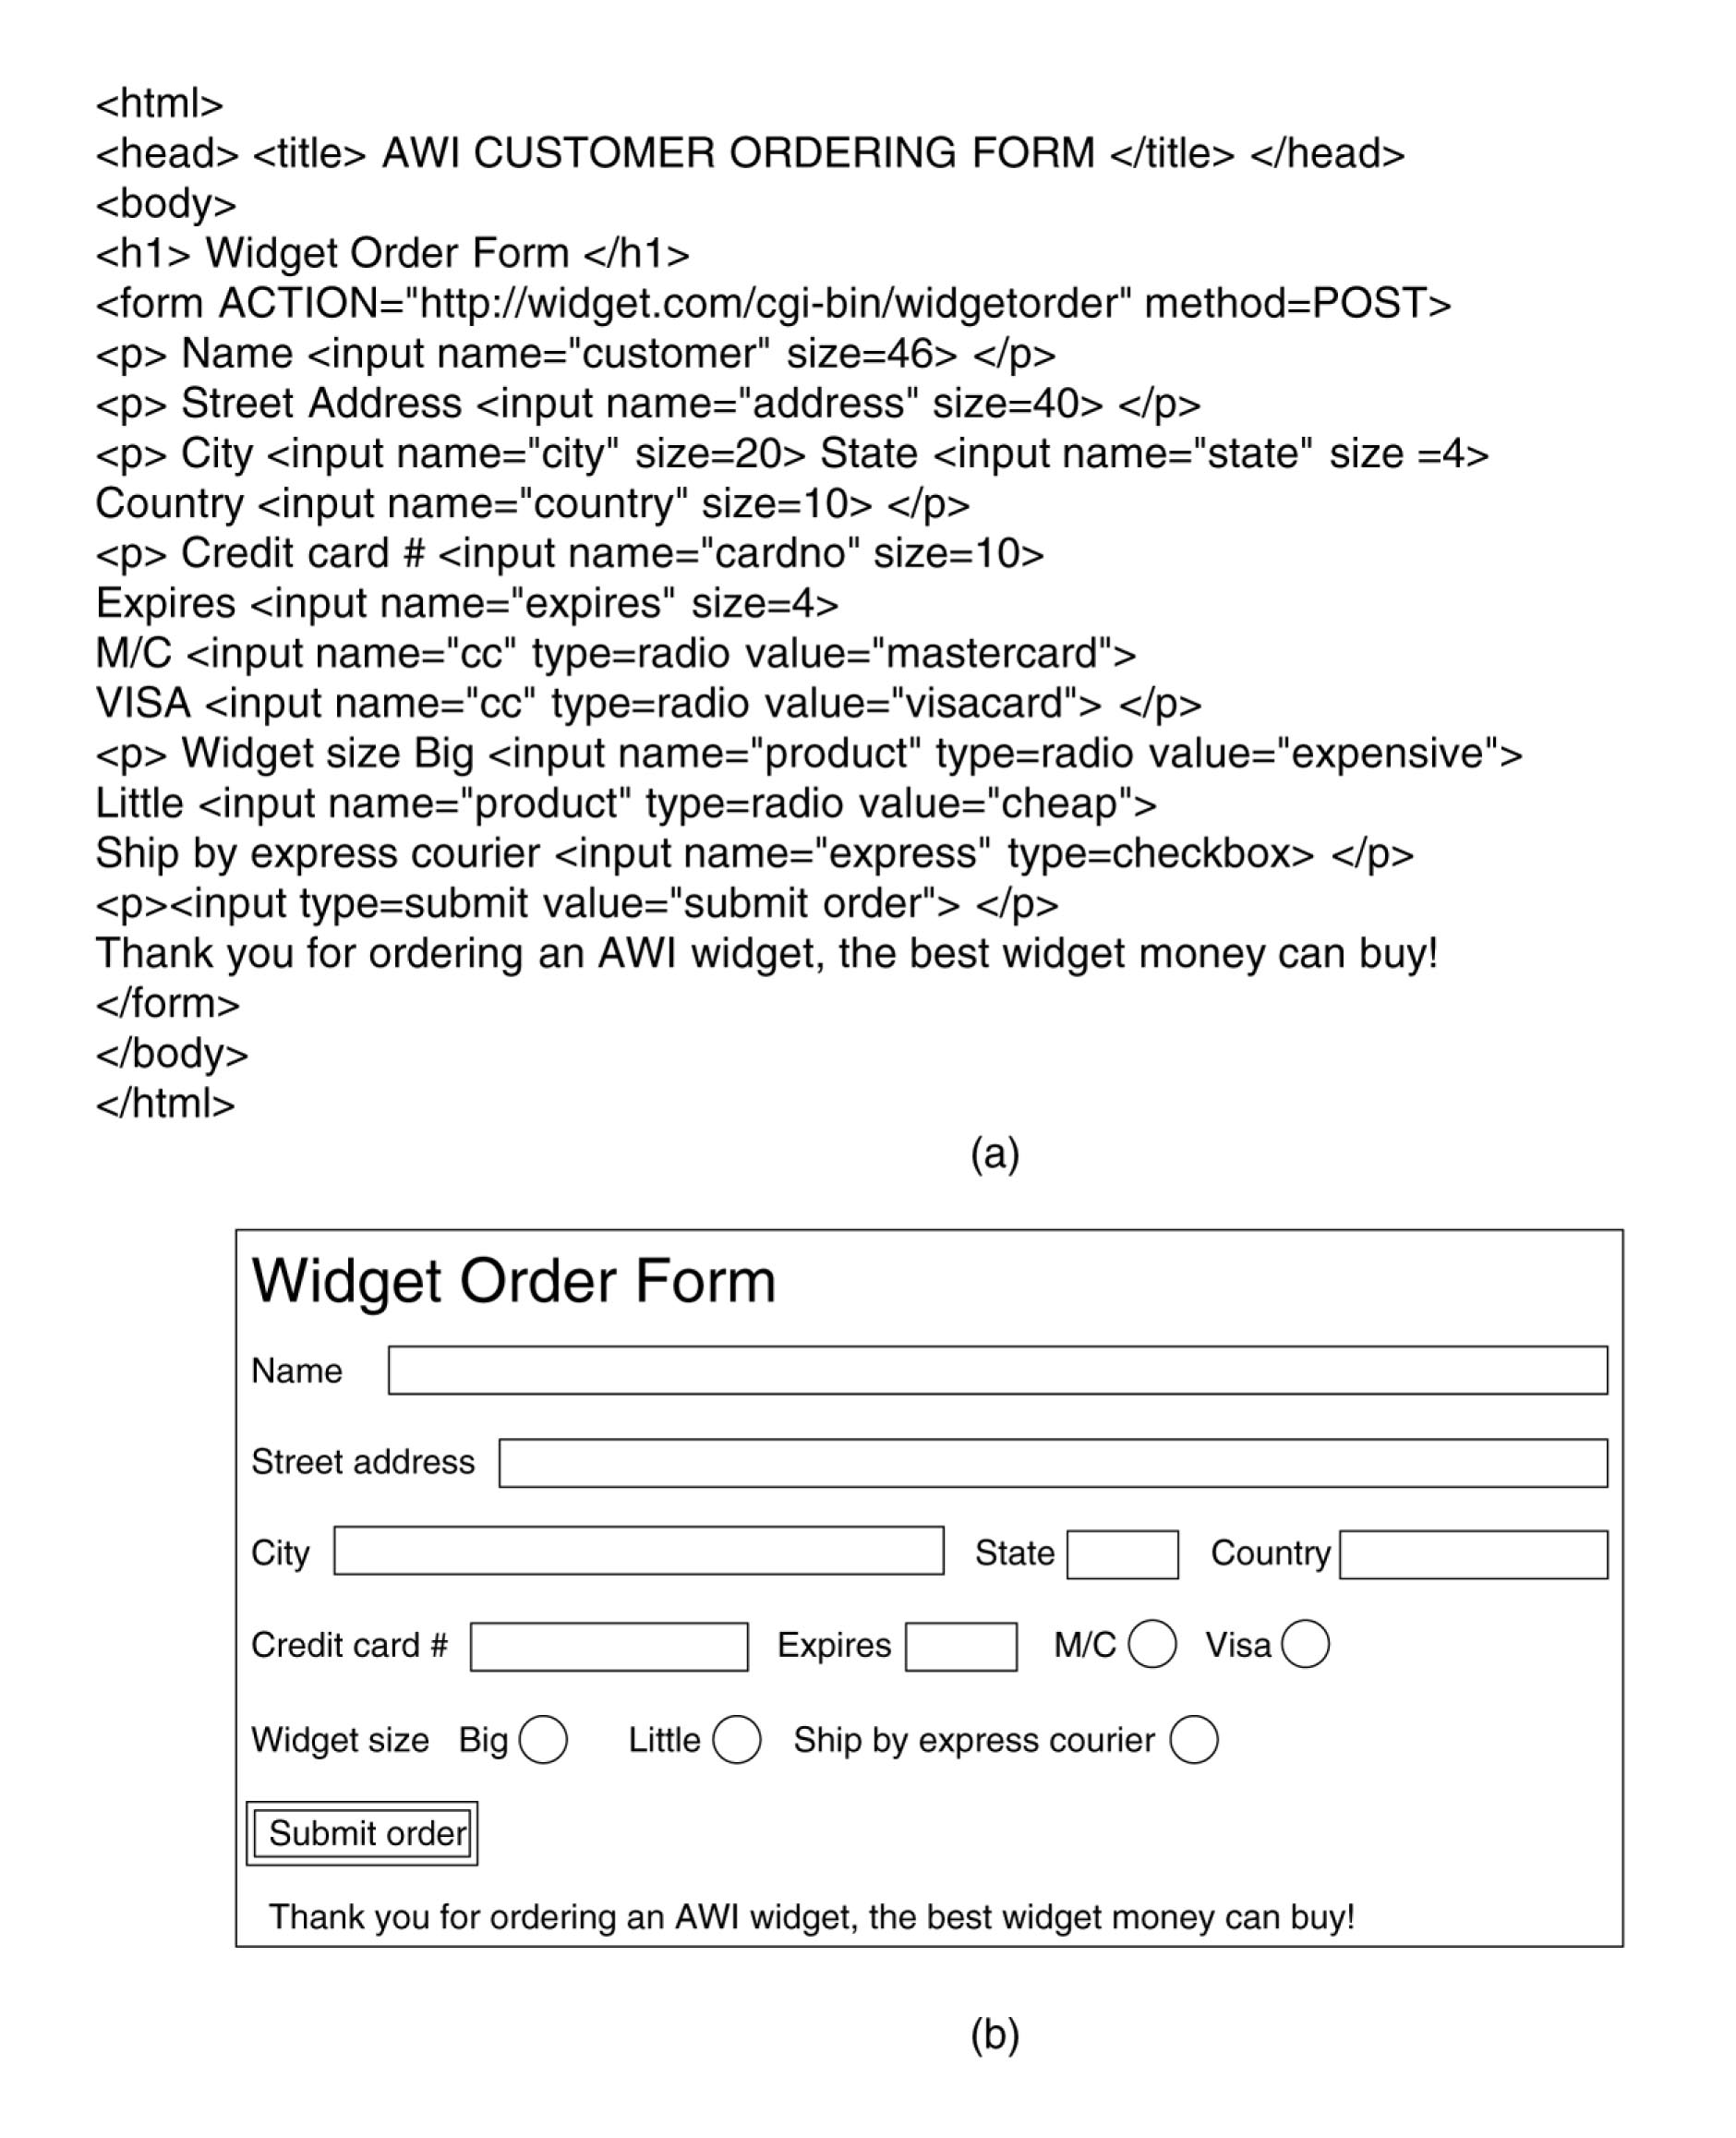 <html>
<head> <title> AWI CUSTOMER ORDERING FORM </title> </head>
<body>
<h1> Widget Order Form </h1>
<form ACTION="http://widget.com/cgi-bin/widgetorder" method=POST>
<p> Name <input name="customer" size=46> </p>
<p> Street Address <input name="address" size=40> </p>
<p> City <input name="city" size=20> State <input name="state" size =4>
Country <input name="country" size=10> </p>
<p> Credit card # <input name="cardno" size=10>
Expires <input name="expires" size=4>
M/C <input name="cc" type=radio value="mastercard">
VISA <input name="cc" type=radio value="visacard"> </p>
<p> Widget size Big <input name="product" type=radio value="expensive">
Little <input name="product" type=radio value="cheap">
Ship by express courier <input name="express" type=checkbox> </p>
<p><input type=submit value="submit order"> </p>
Thank you for ordering an AWI widget, the best widget money can buy!
</form>
</body>
</html>
(a)
Widget Order Form
Name
Street address
City State Country
Credit card # Expires M/C Visa
Widget size Big Little Ship by express courier
Submit order
Thank you for ordering an AWI widget, the best widget money can buy!
(b)